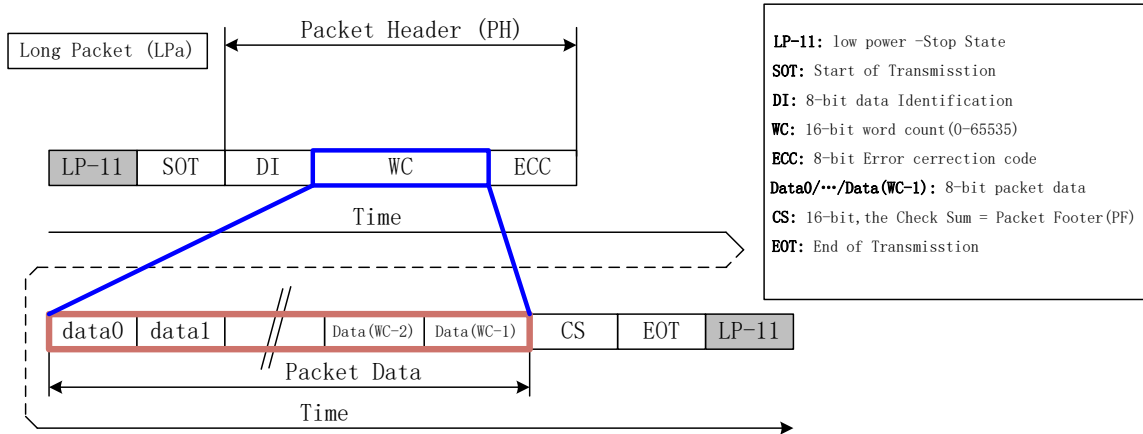 Long Packet (LPa)
Packet Header (PH)
LP-11 SOT DI WC ECC
Time
data0 data1 Data(WC-2) Data(WC-1) CS EOT LP-11
Packet Data
Time
LP-11: low power -Stop State
SOT: Start of Transmisstion
DI: 8-bit data Identification
WC: 16-bit word count(0-65535)
ECC: 8-bit Error cerrection code
Data0/…/Data(WC-1): 8-bit packet data
CS: 16-bit,the Check Sum = Packet Footer(PF)
EOT: End of Transmisstion